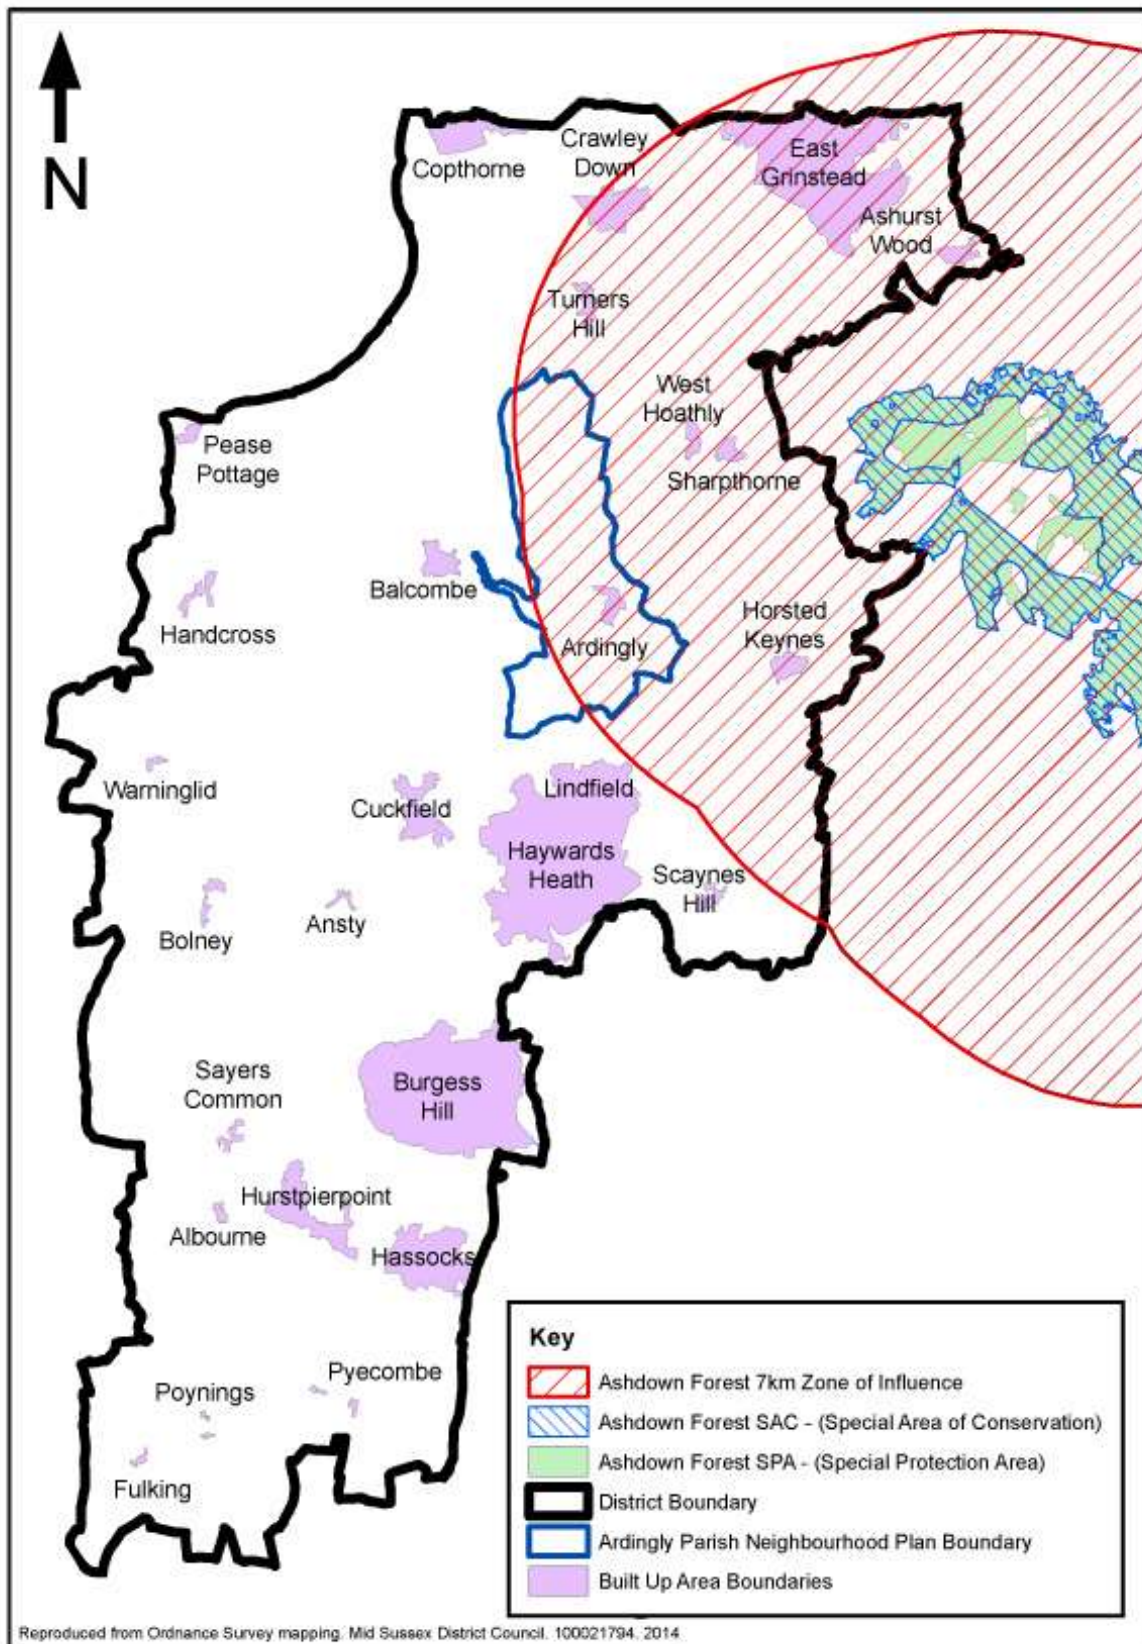 N
Copthorne
Crawley
Down
East
Grinstead
Ashurst
Wood
Turners
Hill
West
Hoathly
Sharpthorne
Pease
Pottage
Balcombe
Handcross
Ardingly
Horsted
Keynes
Warninglid
Cuckfield
Lindfield
Haywards
Heath
Scaynes
Hill
Bolney
Ansty
Sayers
Common
Burgess
Hill
Hurstpierpoint
Albourne
Hassocks
Pyecombe
Poynings
Fulking
Key
Ashdown Forest 7km Zone of Influence
Ashdown Forest SAC - (Special Area of Conservation)
Ashdown Forest SPA - (Special Protection Area)
District Boundary
Ardingly Parish Neighbourhood Plan Boundary
Built Up Area Boundaries
Reproduced from Ordnance Survey mapping. Mid Sussex District Council. 100021794. 2014